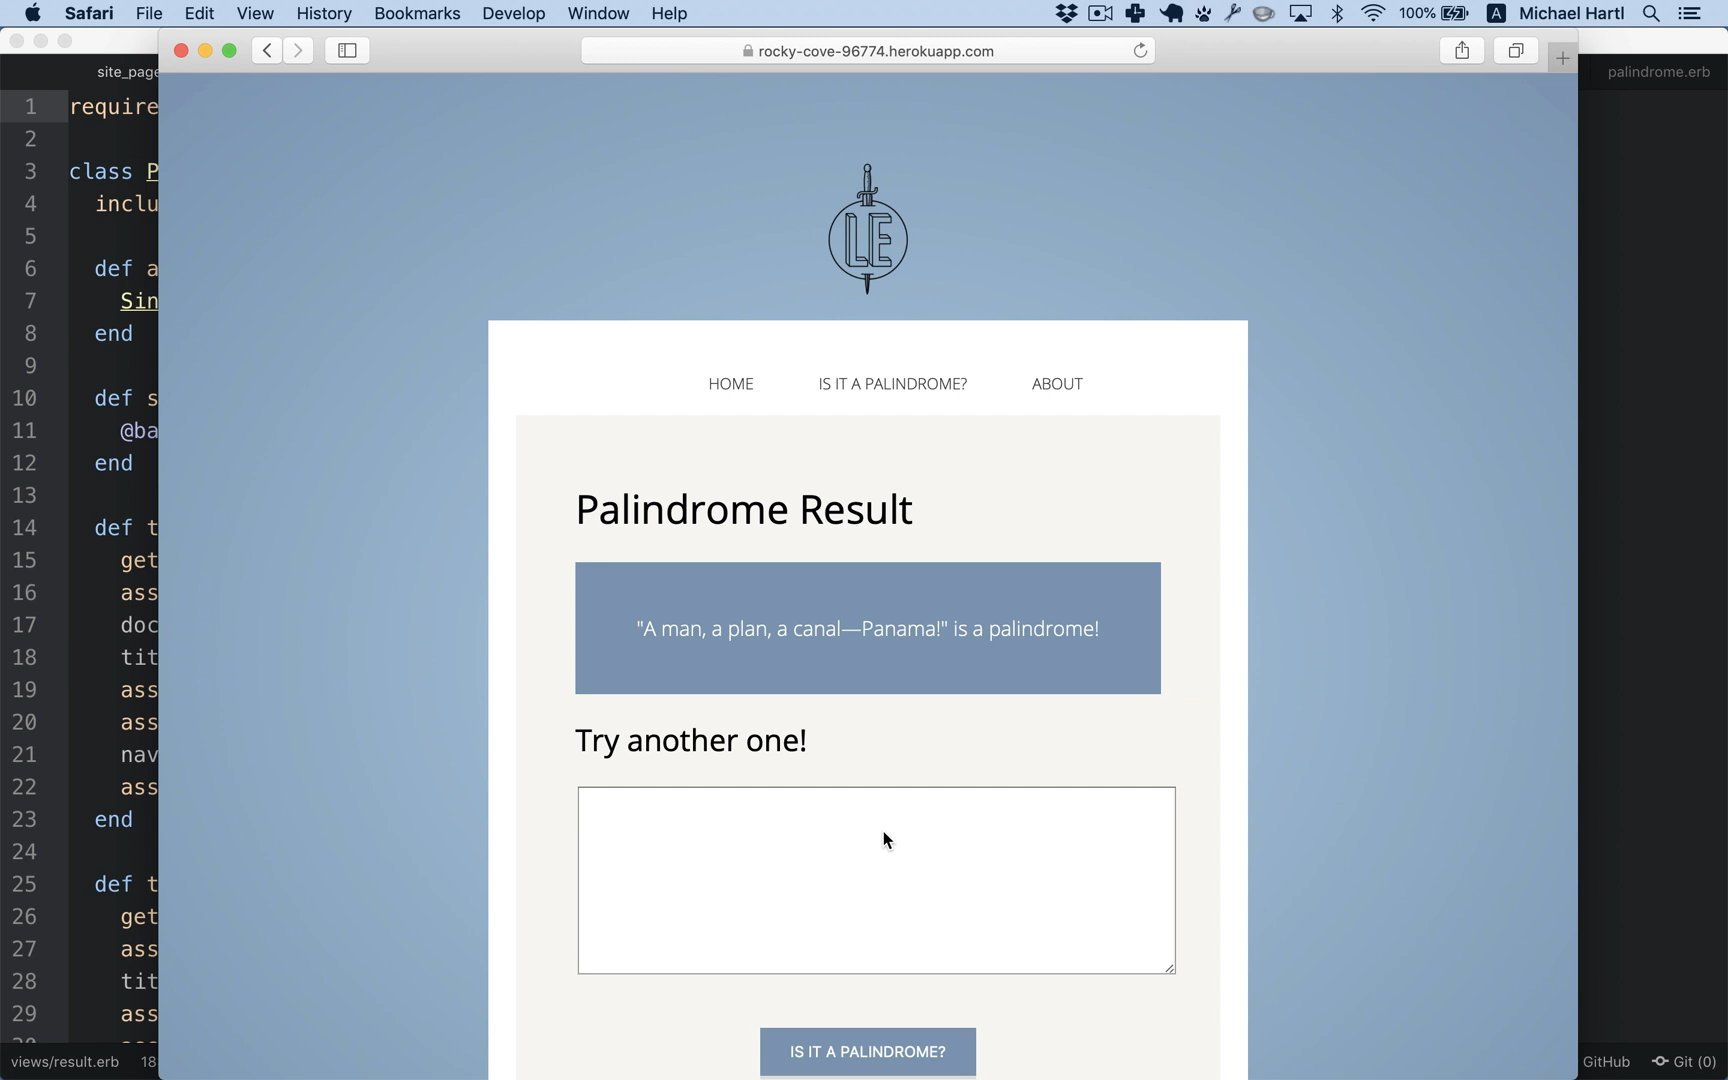 Safari File Edit View History Bookmarks Develop Window Help 100% A Michael Hartl
rocky-cove-96774.herokuapp.com
site_page
palindrome.erb
LE
HOME IS IT A PALINDROME? ABOUT
Palindrome Result
"A man, a plan, a canal—Panama!" is a palindrome!
Try another one!
IS IT A PALINDROME?
1 require
2
3 class P
4 inclu
5
6 def a
7 Sin
8 end
9
10 def s
11 @ba
12 end
13
14 def t
15 get
16 ass
17 doc
18 tit
19 ass
20 ass
21 nav
22 ass
23 end
24
25 def t
26 get
27 ass
28 tit
29 ass
views/result.erb 18
GitHub Git (0)